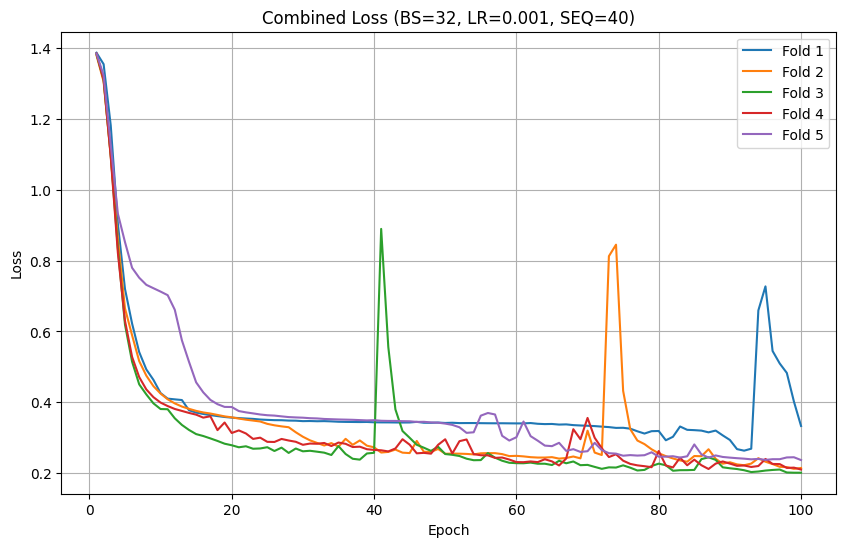 Combined Loss (BS=32, LR=0.001, SEQ=40)
Fold 1
Fold 2
Fold 3
Fold 4
Fold 5
Loss
1.4
1.2
1.0
0.8
0.6
0.4
0.2
0 20 40 60 80 100
Epoch